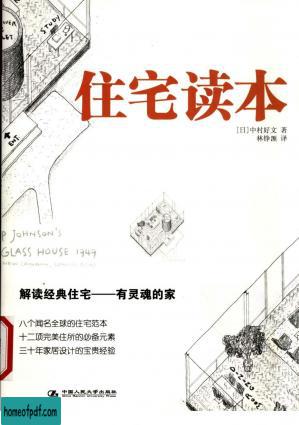 STUDY
住宅读本
[日]中村好文 著
林铮顗 译
ENT
P JOHNSON'S
GLASS HOUSE 1949
解读经典住宅——有灵魂的家
八个闻名全球的住宅范本
十二项完美住所的必备元素
三十年家居设计的宝贵经验
中国人民大学出版社
homeofpdf.com